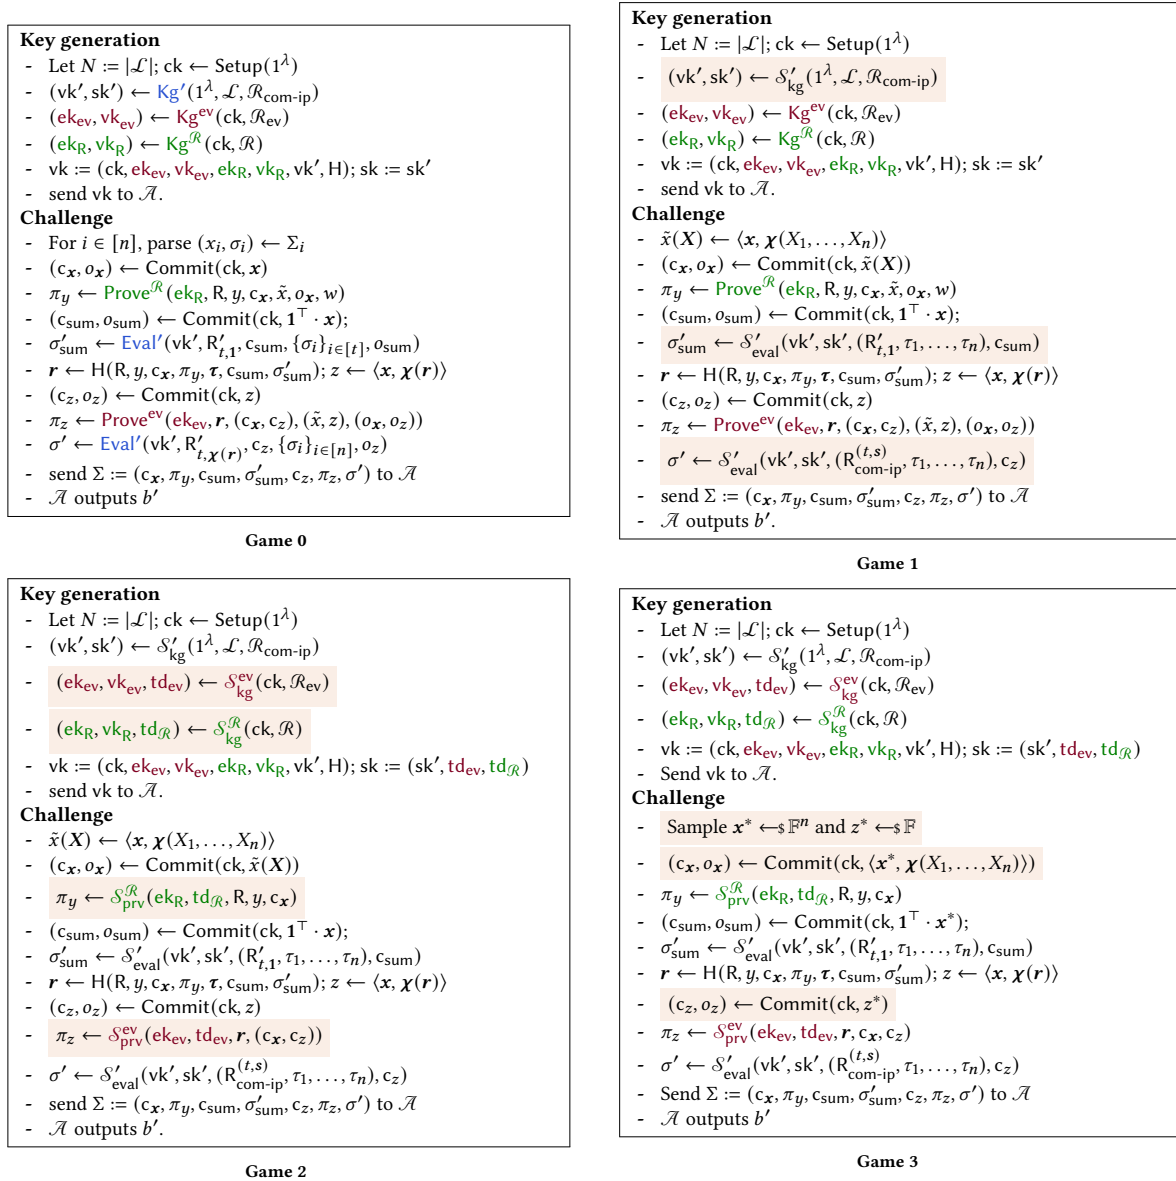 Key generation
- Let N := |ℒ|; ck ← Setup(1^λ)
- (vk′, sk′) ← Kg′(1^λ, ℒ, ℛ_com-ip)
- (ek_ev, vk_ev) ← Kg^ev(ck, ℛ_ev)
- (ek_R, vk_R) ← Kg^ℛ(ck, ℛ)
- vk := (ck, ek_ev, vk_ev, ek_R, vk_R, vk′, H); sk := sk′
- send vk to 𝒜.
Challenge
- For i ∈ [n], parse (x_i, σ_i) ← Σ_i
- (c_𝒙, o_𝒙) ← Commit(ck, 𝒙)
- π_y ← Prove^ℛ(ek_R, R, y, c_𝒙, x̃, o_𝒙, w)
- (c_sum, o_sum) ← Commit(ck, 𝟏^⊤ · 𝒙);
- σ′_sum ← Eval′(vk′, R′_{t,𝟏}, c_sum, {σ_i}_{i∈[t]}, o_sum)
- 𝒓 ← H(R, y, c_𝒙, π_y, 𝝉, c_sum, σ′_sum); z ← ⟨𝒙, 𝝌(𝒓)⟩
- (c_z, o_z) ← Commit(ck, z)
- π_z ← Prove^ev(ek_ev, 𝒓, (c_𝒙, c_z), (x̃, z), (o_𝒙, o_z))
- σ′ ← Eval′(vk′, R′_{t,𝝌(𝒓)}, c_z, {σ_i}_{i∈[n]}, o_z)
- send Σ := (c_𝒙, π_y, c_sum, σ′_sum, c_z, π_z, σ′) to 𝒜
- 𝒜 outputs b′
Game 0
Key generation
- Let N := |ℒ|; ck ← Setup(1^λ)
- (vk′, sk′) ← 𝒮′_kg(1^λ, ℒ, ℛ_com-ip)
- (ek_ev, vk_ev) ← Kg^ev(ck, ℛ_ev)
- (ek_R, vk_R) ← Kg^ℛ(ck, ℛ)
- vk := (ck, ek_ev, vk_ev, ek_R, vk_R, vk′, H); sk := sk′
- send vk to 𝒜.
Challenge
- x̃(𝑿) ← ⟨𝒙, 𝝌(X_1, . . . , X_n)⟩
- (c_𝒙, o_𝒙) ← Commit(ck, x̃(𝑿))
- π_y ← Prove^ℛ(ek_R, R, y, c_𝒙, x̃, o_𝒙, w)
- (c_sum, o_sum) ← Commit(ck, 𝟏^⊤ · 𝒙);
- σ′_sum ← 𝒮′_eval(vk′, sk′, (R′_{t,𝟏}, τ_1, . . . , τ_n), c_sum)
- 𝒓 ← H(R, y, c_𝒙, π_y, 𝝉, c_sum, σ′_sum); z ← ⟨𝒙, 𝝌(𝒓)⟩
- (c_z, o_z) ← Commit(ck, z)
- π_z ← Prove^ev(ek_ev, 𝒓, (c_𝒙, c_z), (x̃, z), (o_𝒙, o_z))
- σ′ ← 𝒮′_eval(vk′, sk′, (R^(t,𝒔)_com-ip, τ_1, . . . , τ_n), c_z)
- send Σ := (c_𝒙, π_y, c_sum, σ′_sum, c_z, π_z, σ′) to 𝒜
- 𝒜 outputs b′.
Game 1
Key generation
- Let N := |ℒ|; ck ← Setup(1^λ)
- (vk′, sk′) ← 𝒮′_kg(1^λ, ℒ, ℛ_com-ip)
- (ek_ev, vk_ev, td_ev) ← 𝒮^ev_kg(ck, ℛ_ev)
- (ek_R, vk_R, td_ℛ) ← 𝒮^ℛ_kg(ck, ℛ)
- vk := (ck, ek_ev, vk_ev, ek_R, vk_R, vk′, H); sk := (sk′, td_ev, td_ℛ)
- send vk to 𝒜.
Challenge
- x̃(𝑿) ← ⟨𝒙, 𝝌(X_1, . . . , X_n)⟩
- (c_𝒙, o_𝒙) ← Commit(ck, x̃(𝑿))
- π_y ← 𝒮^ℛ_prv(ek_R, td_ℛ, R, y, c_𝒙)
- (c_sum, o_sum) ← Commit(ck, 𝟏^⊤ · 𝒙);
- σ′_sum ← 𝒮′_eval(vk′, sk′, (R′_{t,𝟏}, τ_1, . . . , τ_n), c_sum)
- 𝒓 ← H(R, y, c_𝒙, π_y, 𝝉, c_sum, σ′_sum); z ← ⟨𝒙, 𝝌(𝒓)⟩
- (c_z, o_z) ← Commit(ck, z)
- π_z ← 𝒮^ev_prv(ek_ev, td_ev, 𝒓, (c_𝒙, c_z))
- σ′ ← 𝒮′_eval(vk′, sk′, (R^(t,𝒔)_com-ip, τ_1, . . . , τ_n), c_z)
- send Σ := (c_𝒙, π_y, c_sum, σ′_sum, c_z, π_z, σ′) to 𝒜
- 𝒜 outputs b′.
Game 2
Key generation
- Let N := |ℒ|; ck ← Setup(1^λ)
- (vk′, sk′) ← 𝒮′_kg(1^λ, ℒ, ℛ_com-ip)
- (ek_ev, vk_ev, td_ev) ← 𝒮^ev_kg(ck, ℛ_ev)
- (ek_R, vk_R, td_ℛ) ← 𝒮^ℛ_kg(ck, ℛ)
- vk := (ck, ek_ev, vk_ev, ek_R, vk_R, vk′, H); sk := (sk′, td_ev, td_ℛ)
- Send vk to 𝒜.
Challenge
- Sample 𝒙* ←$ 𝔽^n and z* ←$ 𝔽
- (c_𝒙, o_𝒙) ← Commit(ck, ⟨𝒙*, 𝝌(X_1, . . . , X_n)⟩)
- π_y ← 𝒮^ℛ_prv(ek_R, td_ℛ, R, y, c_𝒙)
- (c_sum, o_sum) ← Commit(ck, 𝟏^⊤ · 𝒙*);
- σ′_sum ← 𝒮′_eval(vk′, sk′, (R′_{t,𝟏}, τ_1, . . . , τ_n), c_sum)
- 𝒓 ← H(R, y, c_𝒙, π_y, 𝝉, c_sum, σ′_sum); z ← ⟨𝒙, 𝝌(𝒓)⟩
- (c_z, o_z) ← Commit(ck, z*)
- π_z ← 𝒮^ev_prv(ek_ev, td_ev, 𝒓, c_𝒙, c_z)
- σ′ ← 𝒮′_eval(vk′, sk′, (R^(t,𝒔)_com-ip, τ_1, . . . , τ_n), c_z)
- Send Σ := (c_𝒙, π_y, c_sum, σ′_sum, c_z, π_z, σ′) to 𝒜
- 𝒜 outputs b′
Game 3